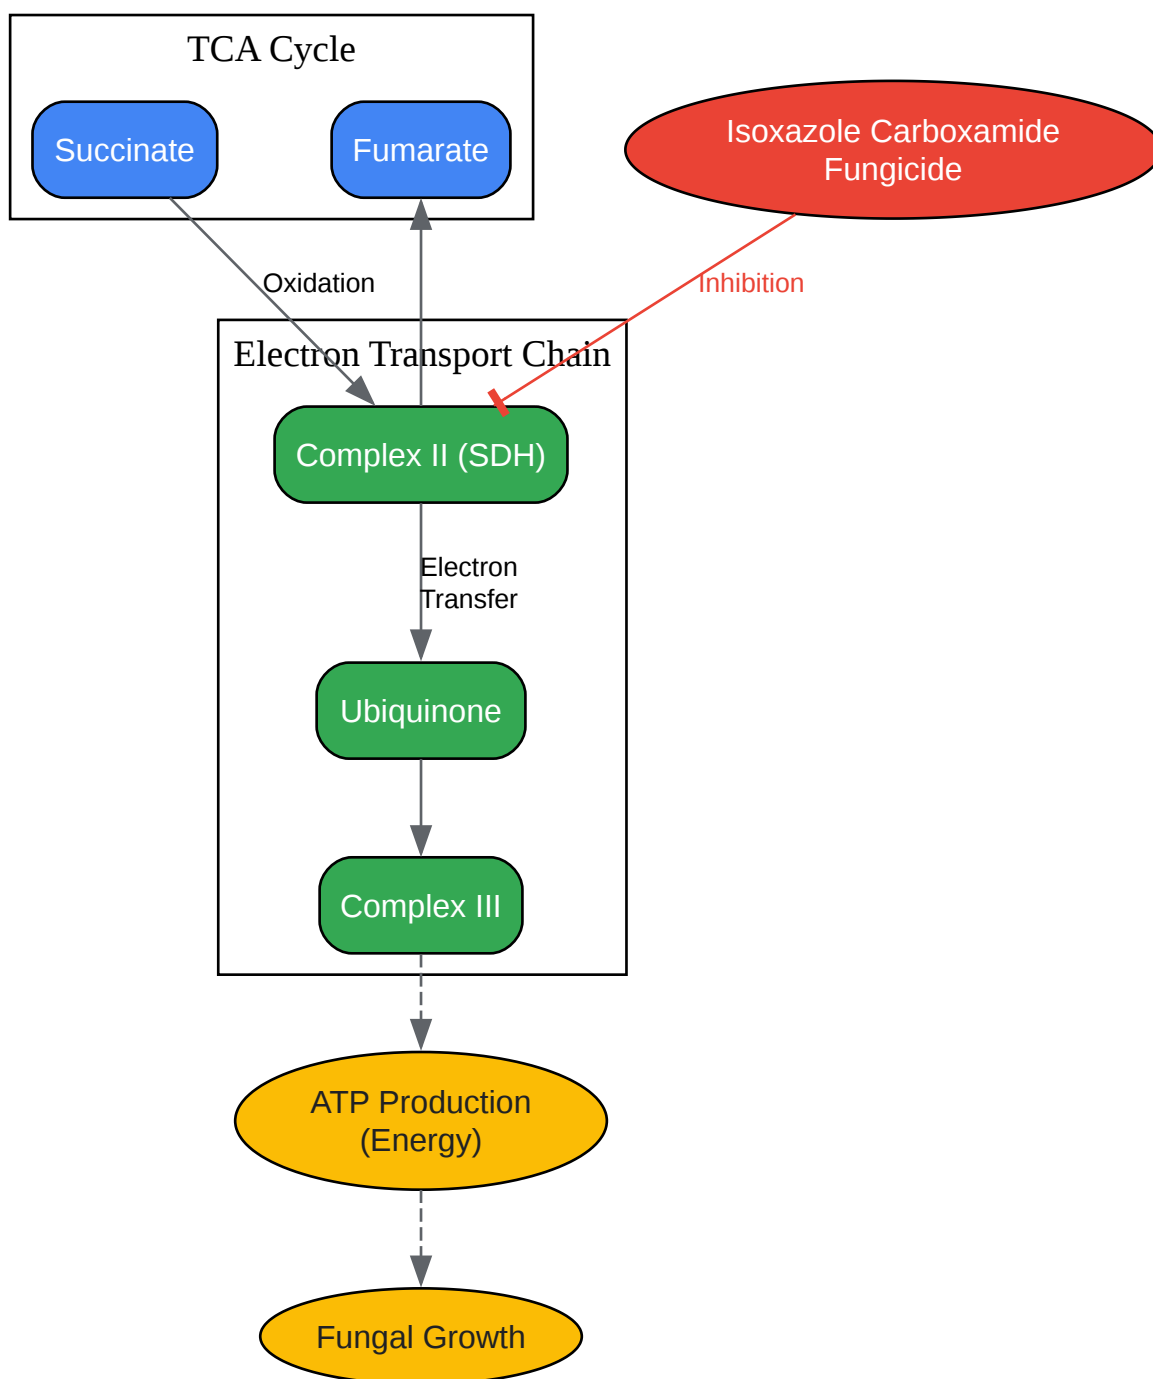 TCA Cycle
Succinate
Fumarate
Isoxazole Carboxamide
Fungicide
Oxidation
Inhibition
Electron Transport Chain
Complex II (SDH)
Electron
Transfer
Ubiquinone
Complex III
ATP Production
(Energy)
Fungal Growth